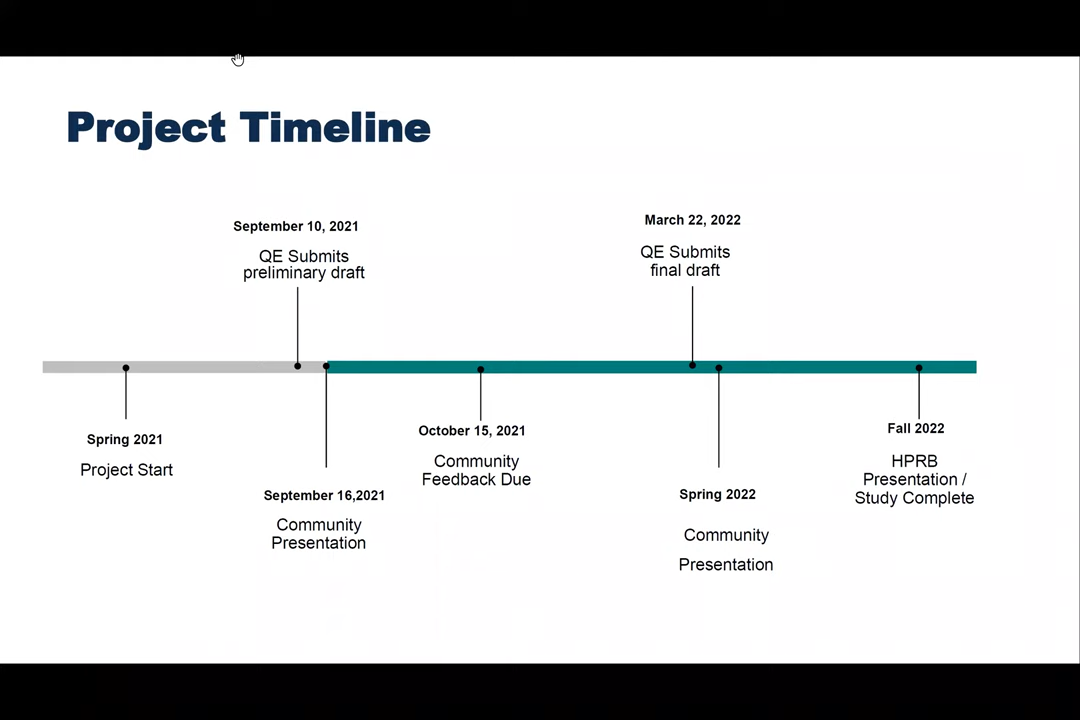 Project Timeline
September 10, 2021
QE Submits
preliminary draft
March 22, 2022
QE Submits
final draft
Spring 2021
Project Start
September 16,2021
Community
Presentation
October 15, 2021
Community
Feedback Due
Spring 2022
Community
Presentation
Fall 2022
HPRB
Presentation /
Study Complete